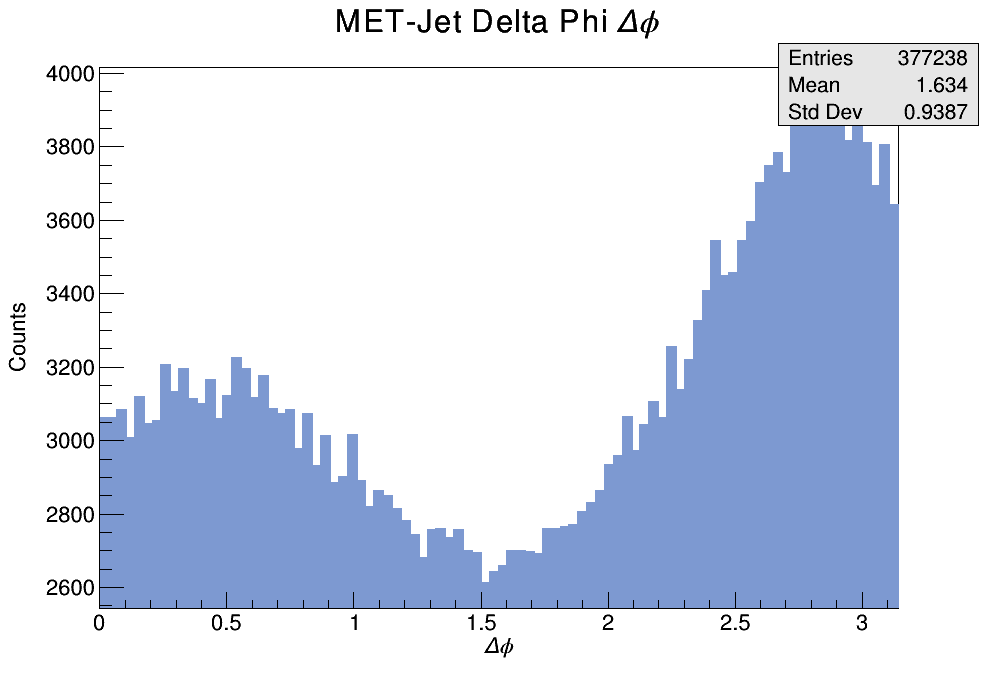 MET-Jet Delta Phi Δϕ
Entries 377238
Mean 1.634
Std Dev 0.9387
4000
3800
3600
3400
3200
3000
2800
2600
Counts
0 0.5 1 1.5 2 2.5 3
Δϕ